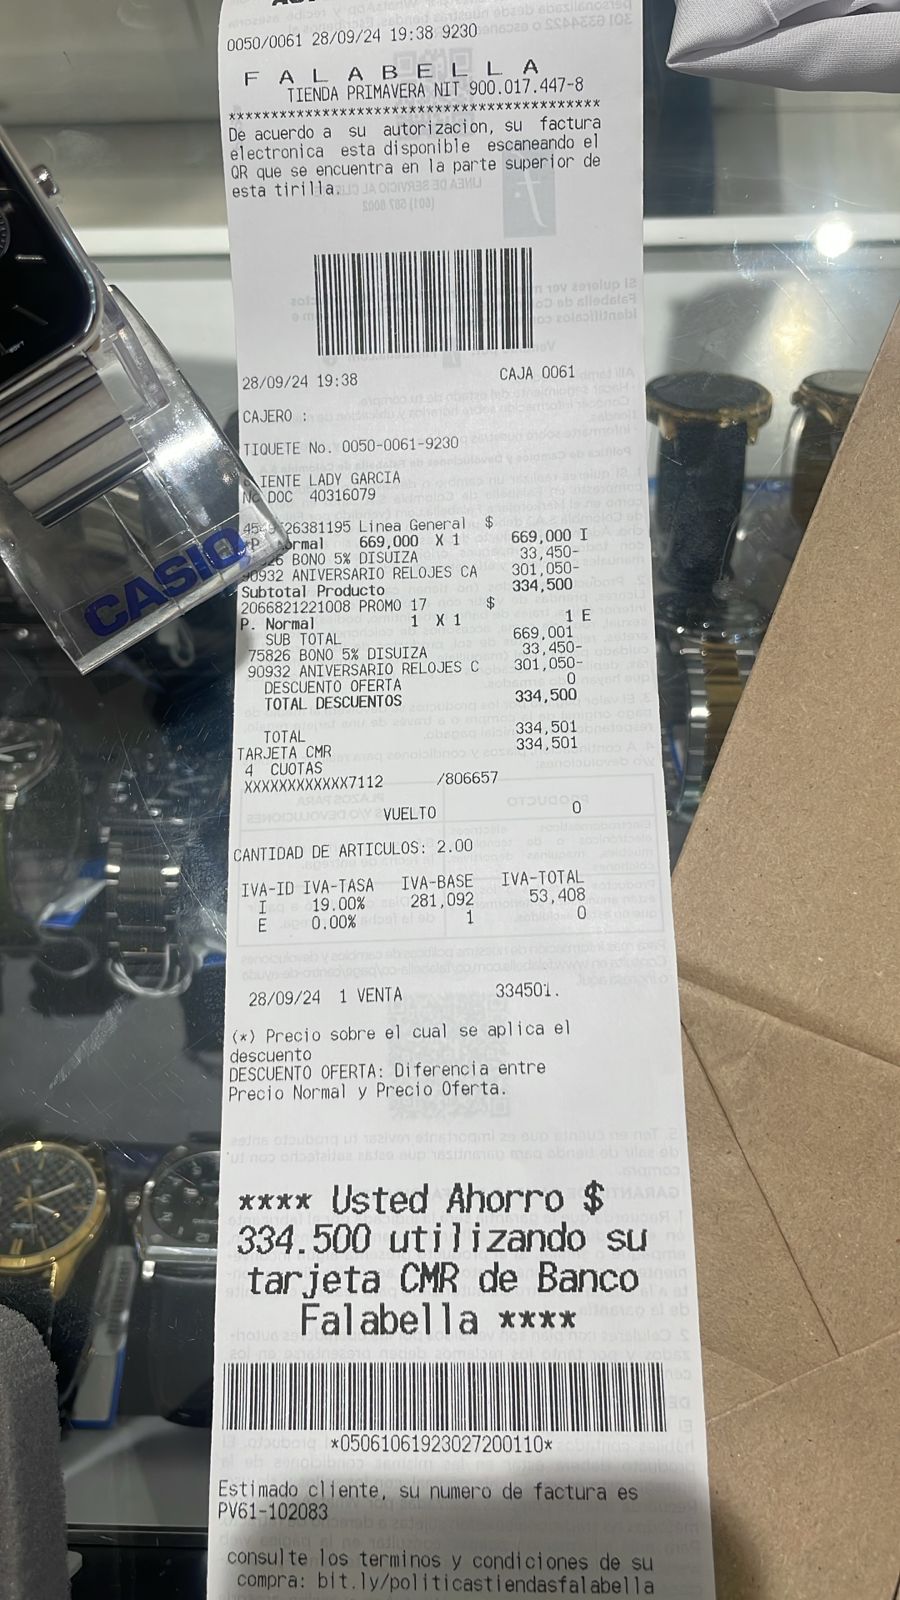 0050/0061 28/09/24 19:38 9230
F A L A B E L L A
TIENDA PRIMAVERA NIT 900.017.447-8
******************************************
De acuerdo a su autorizacion, su factura
electronica esta disponible escaneando el
QR que se encuentra en la parte superior de
esta tirilla.
28/09/24 19:38 CAJA 0061
CAJERO :
TIQUETE No. 0050-0061-9230
IENTE LADY GARCIA
No DOC 40316079
26381195 Linea General $
ormal 669,000 X 1 669,000 I
26 BONO 5% DISUIZA 33,450-
90932 ANIVERSARIO RELOJES CA 301,050-
Subtotal Producto 334,500
2066821221008 PROMO 17 $
P. Normal 1 X 1 1 E
SUB TOTAL 669,001
75826 BONO 5% DISUIZA 33,450-
90932 ANIVERSARIO RELOJES C 301,050-
DESCUENTO OFERTA 0
TOTAL DESCUENTOS 334,500
TOTAL 334,501
TARJETA CMR 334,501
4 CUOTAS
XXXXXXXXXXXX7112 /806657
VUELTO 0
CANTIDAD DE ARTICULOS: 2.00
IVA-ID IVA-TASA IVA-BASE IVA-TOTAL
I 19.00% 281,092 53,408
E 0.00% 1 0
28/09/24 1 VENTA 334501.
(*) Precio sobre el cual se aplica el
descuento
DESCUENTO OFERTA: Diferencia entre
Precio Normal y Precio Oferta.
**** Usted Ahorro $
334.500 utilizando su
tarjeta CMR de Banco
Falabella ****
*05061061923027200110*
Estimado cliente, su numero de factura es
PV61-102083
consulte los terminos y condiciones de su
compra: bit.ly/politicastiendasfalabella
CASIO